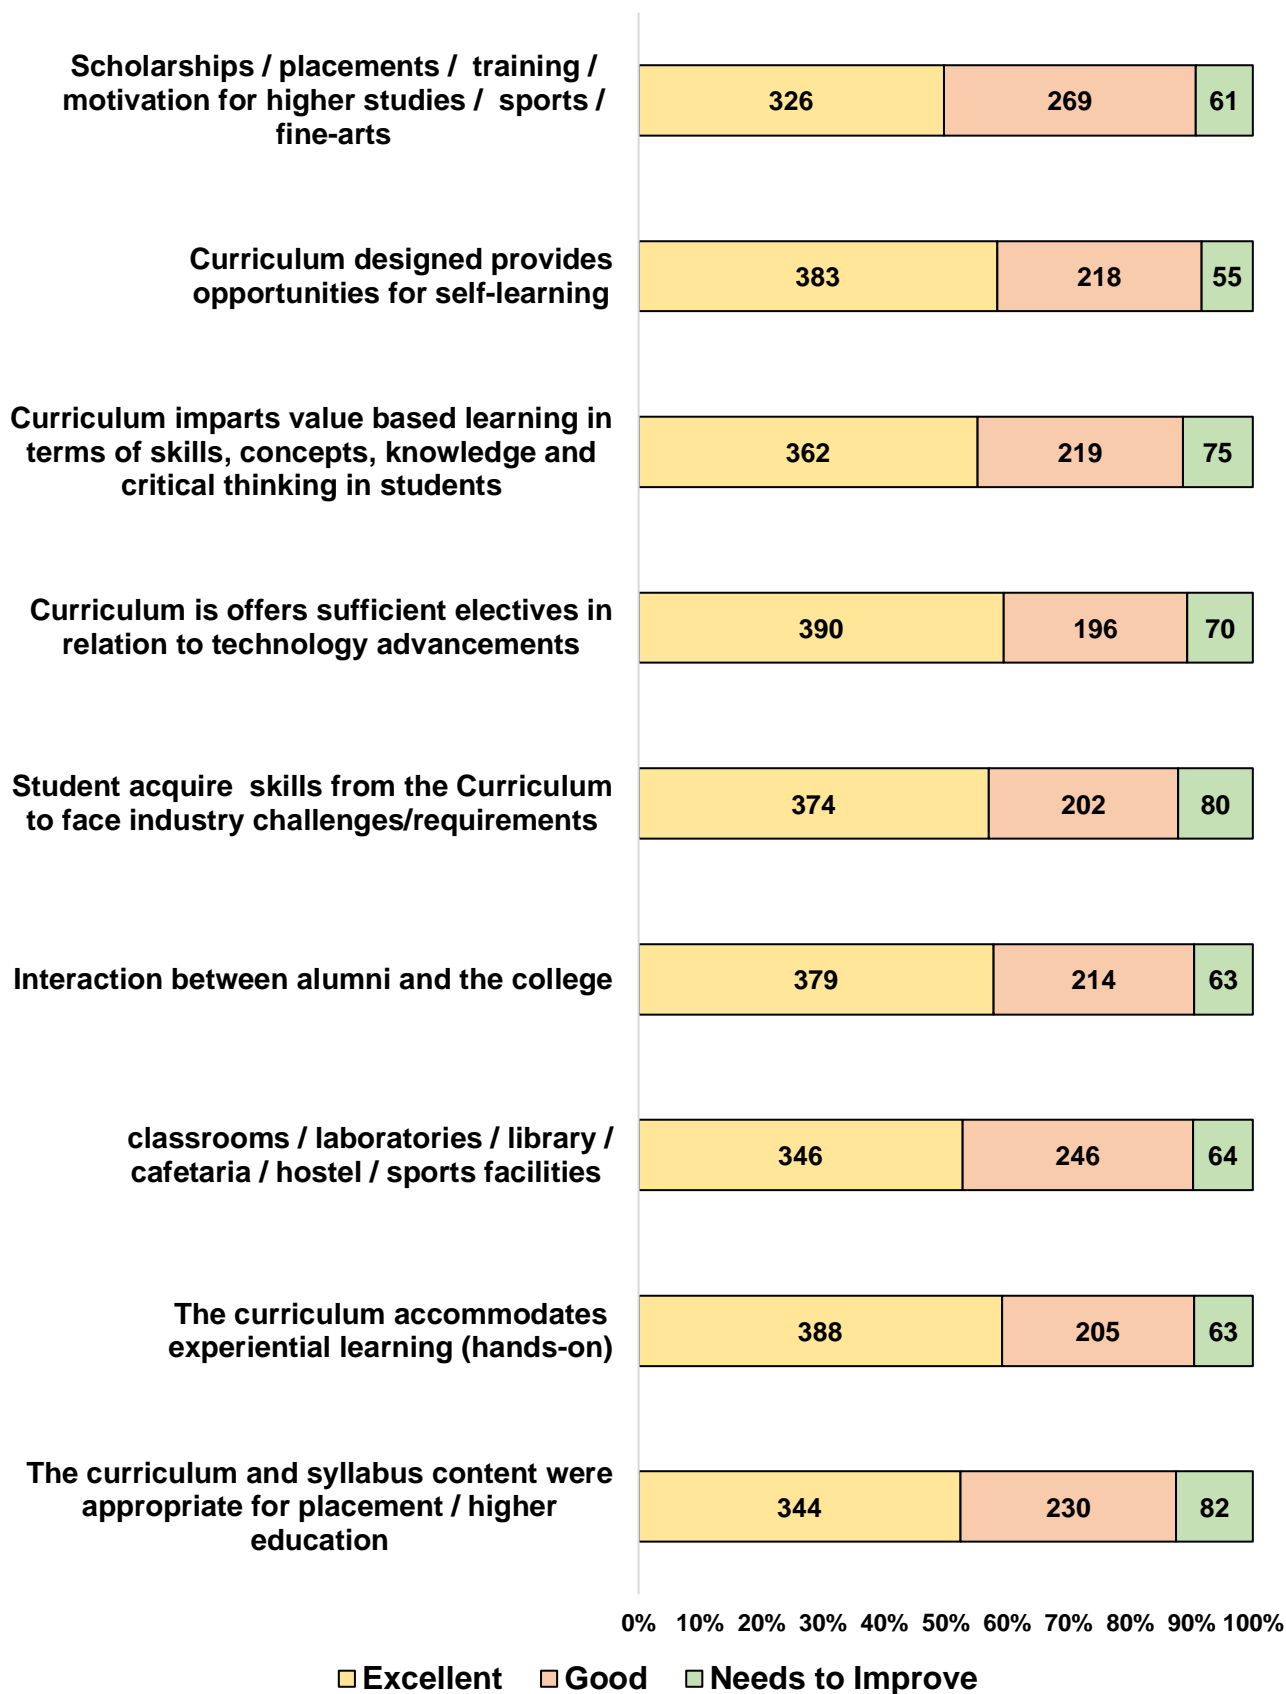 Scholarships / placements /  training /
motivation for higher studies /  sports /
fine-arts
326 269 61
Curriculum designed provides
opportunities for self-learning
383 218 55
Curriculum imparts value based learning in
terms of skills, concepts, knowledge and
critical thinking in students
362 219 75
Curriculum is offers sufficient electives in
relation to technology advancements
390 196 70
Student acquire  skills from the Curriculum
to face industry challenges/requirements
374 202 80
Interaction between alumni and the college
379 214 63
classrooms / laboratories / library /
cafetaria / hostel / sports facilities
346 246 64
The curriculum accommodates
experiential learning (hands-on)
388 205 63
The curriculum and syllabus content were
appropriate for placement / higher
education
344 230 82
0% 10% 20% 30% 40% 50% 60% 70% 80% 90% 100%
Excellent Good Needs to Improve